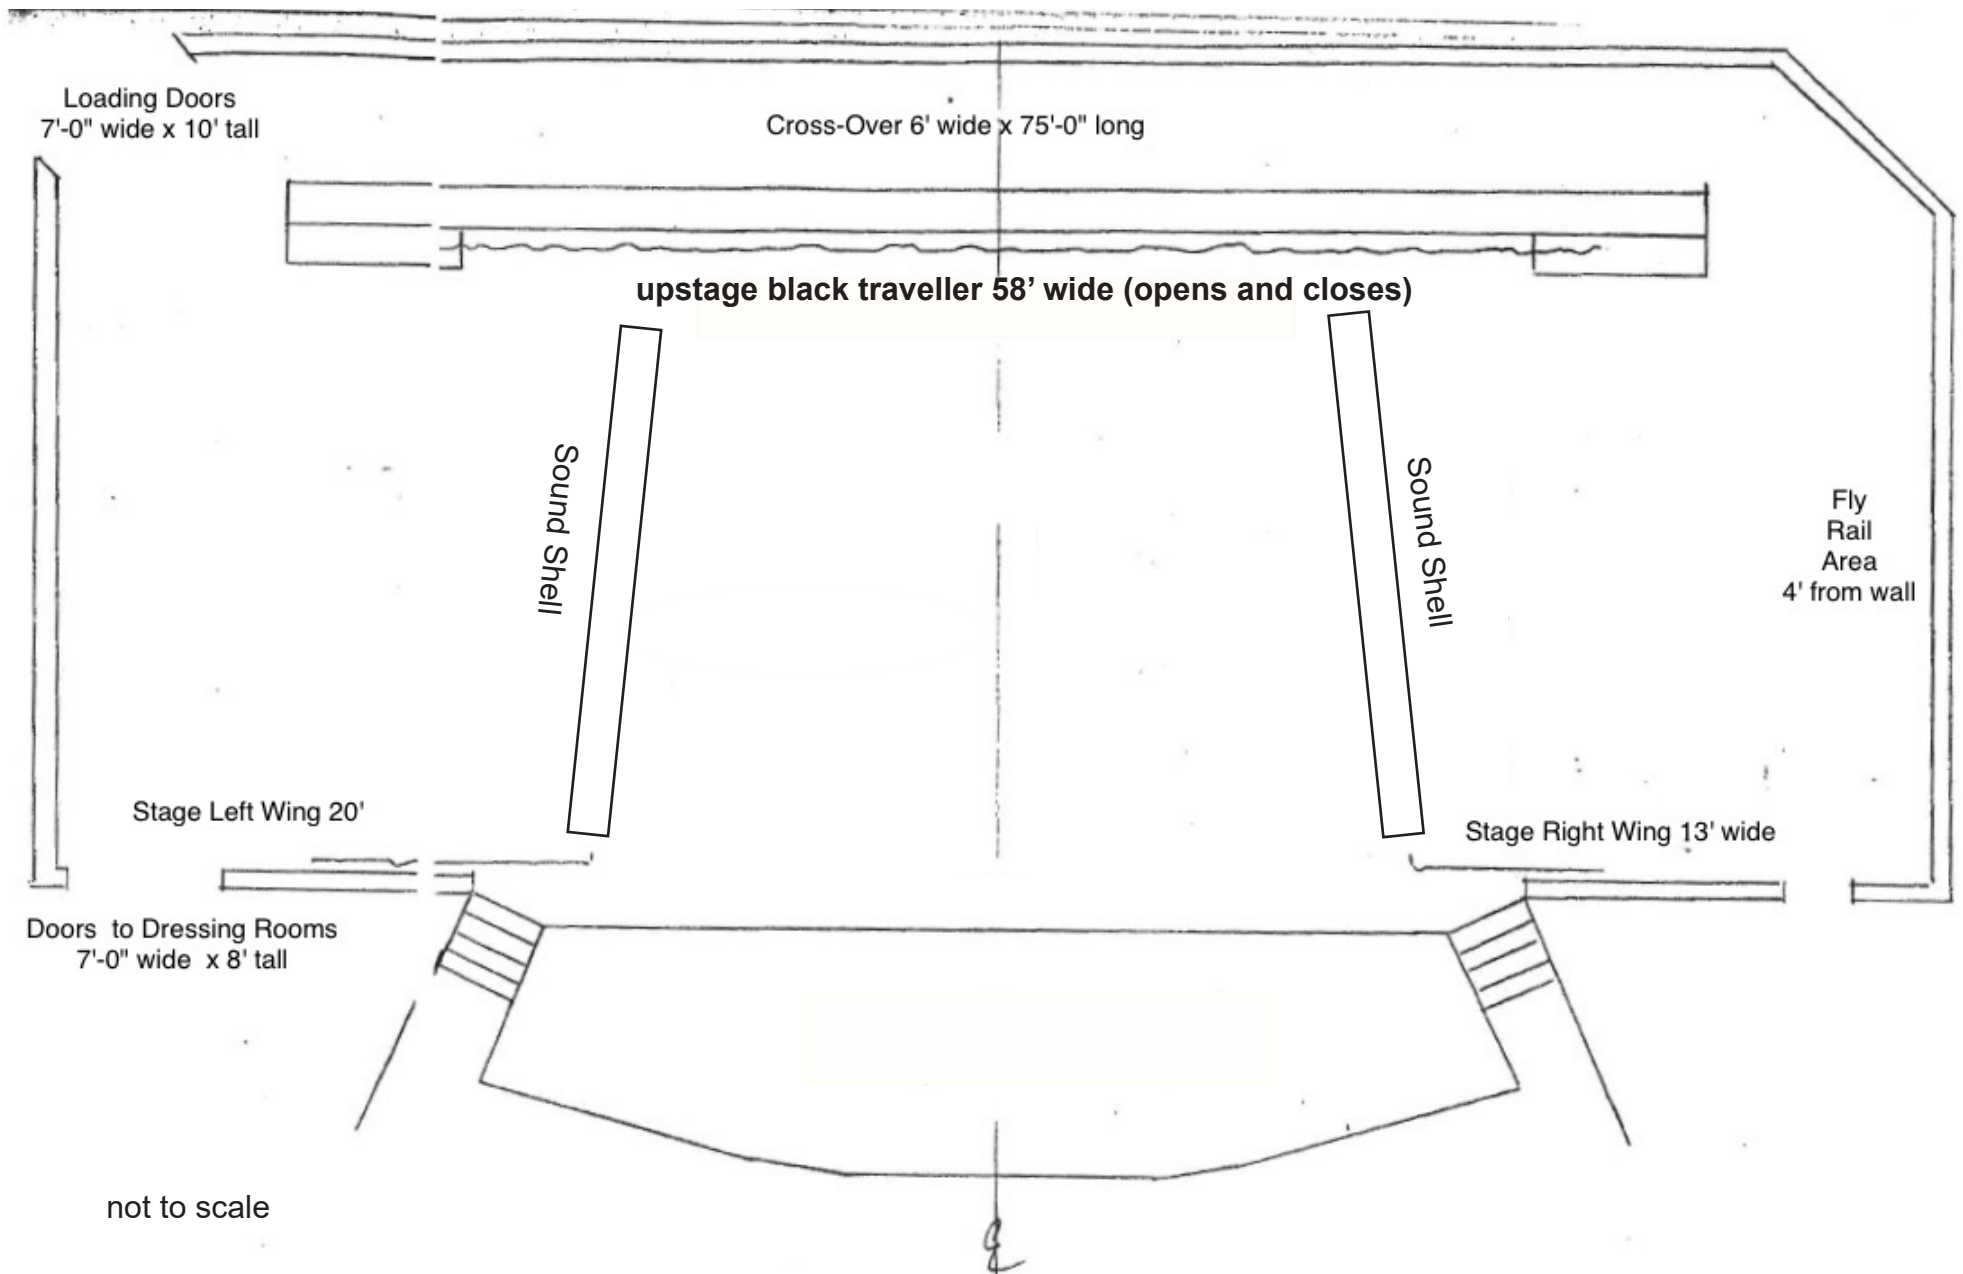 Loading Doors
7'-0" wide x 10' tall
Cross-Over 6' wide x 75'-0" long
upstage black traveller 58’ wide (opens and closes)
Sound Shell
Sound Shell
Fly
Rail
Area
4' from wall
Stage Left Wing 20'
Stage Right Wing 13' wide
Doors to Dressing Rooms
7'-0" wide x 8' tall
not to scale